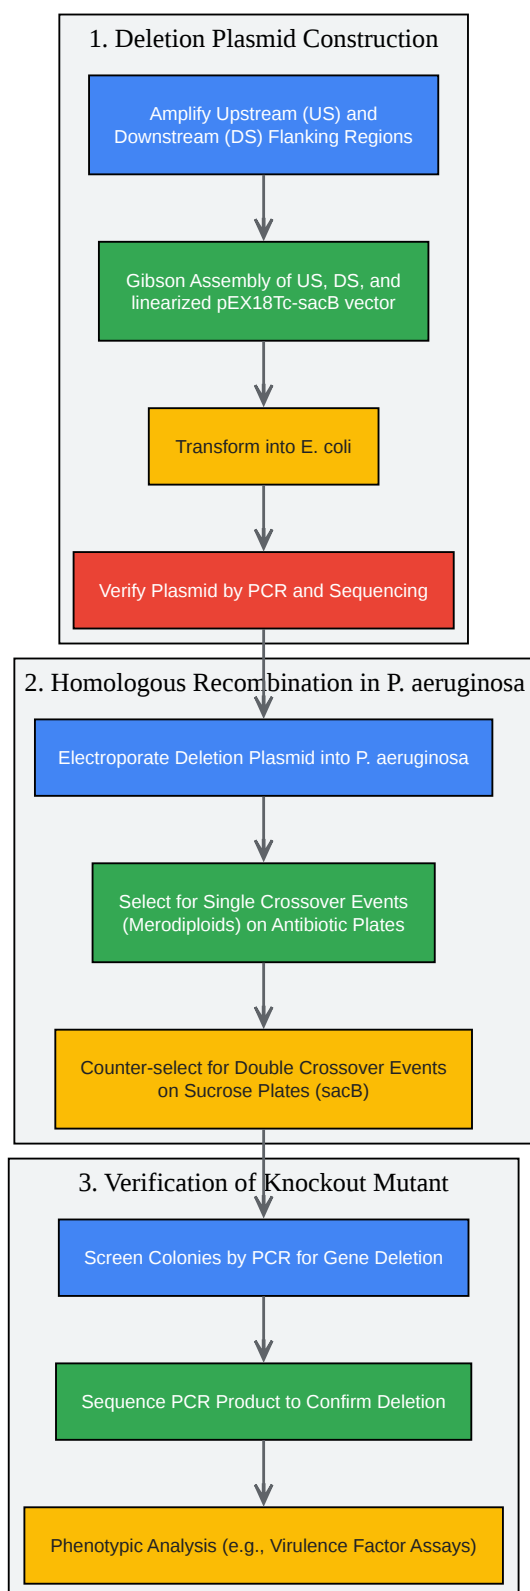 1. Deletion Plasmid Construction
Amplify Upstream (US) and
Downstream (DS) Flanking Regions
Gibson Assembly of US, DS, and
linearized pEX18Tc-sacB vector
Transform into E. coli
Verify Plasmid by PCR and Sequencing
2. Homologous Recombination in P. aeruginosa
Electroporate Deletion Plasmid into P. aeruginosa
Select for Single Crossover Events
(Merodiploids) on Antibiotic Plates
Counter-select for Double Crossover Events
on Sucrose Plates (sacB)
3. Verification of Knockout Mutant
Screen Colonies by PCR for Gene Deletion
Sequence PCR Product to Confirm Deletion
Phenotypic Analysis (e.g., Virulence Factor Assays)